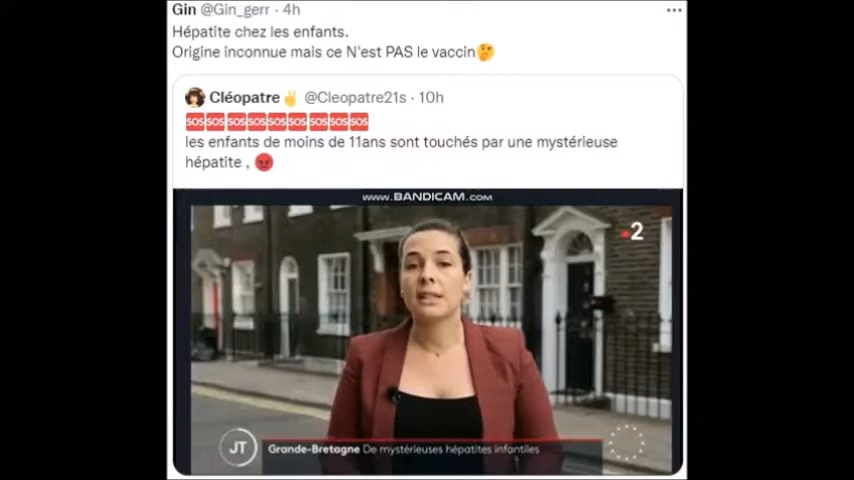 Gin @Gin_gerr · 4h
Hépatite chez les enfants.
Origine inconnue mais ce N'est PAS le vaccin🤔
Cléopatre✌ @Cleopatre21s · 10h
🆘🆘🆘🆘🆘🆘🆘🆘🆘
les enfants de moins de 11ans sont touchés par une mystérieuse
hépatite , 😡
WWW.BANDICAM.COM
2
JT
Grande-Bretagne De mystérieuses hépatites infantiles